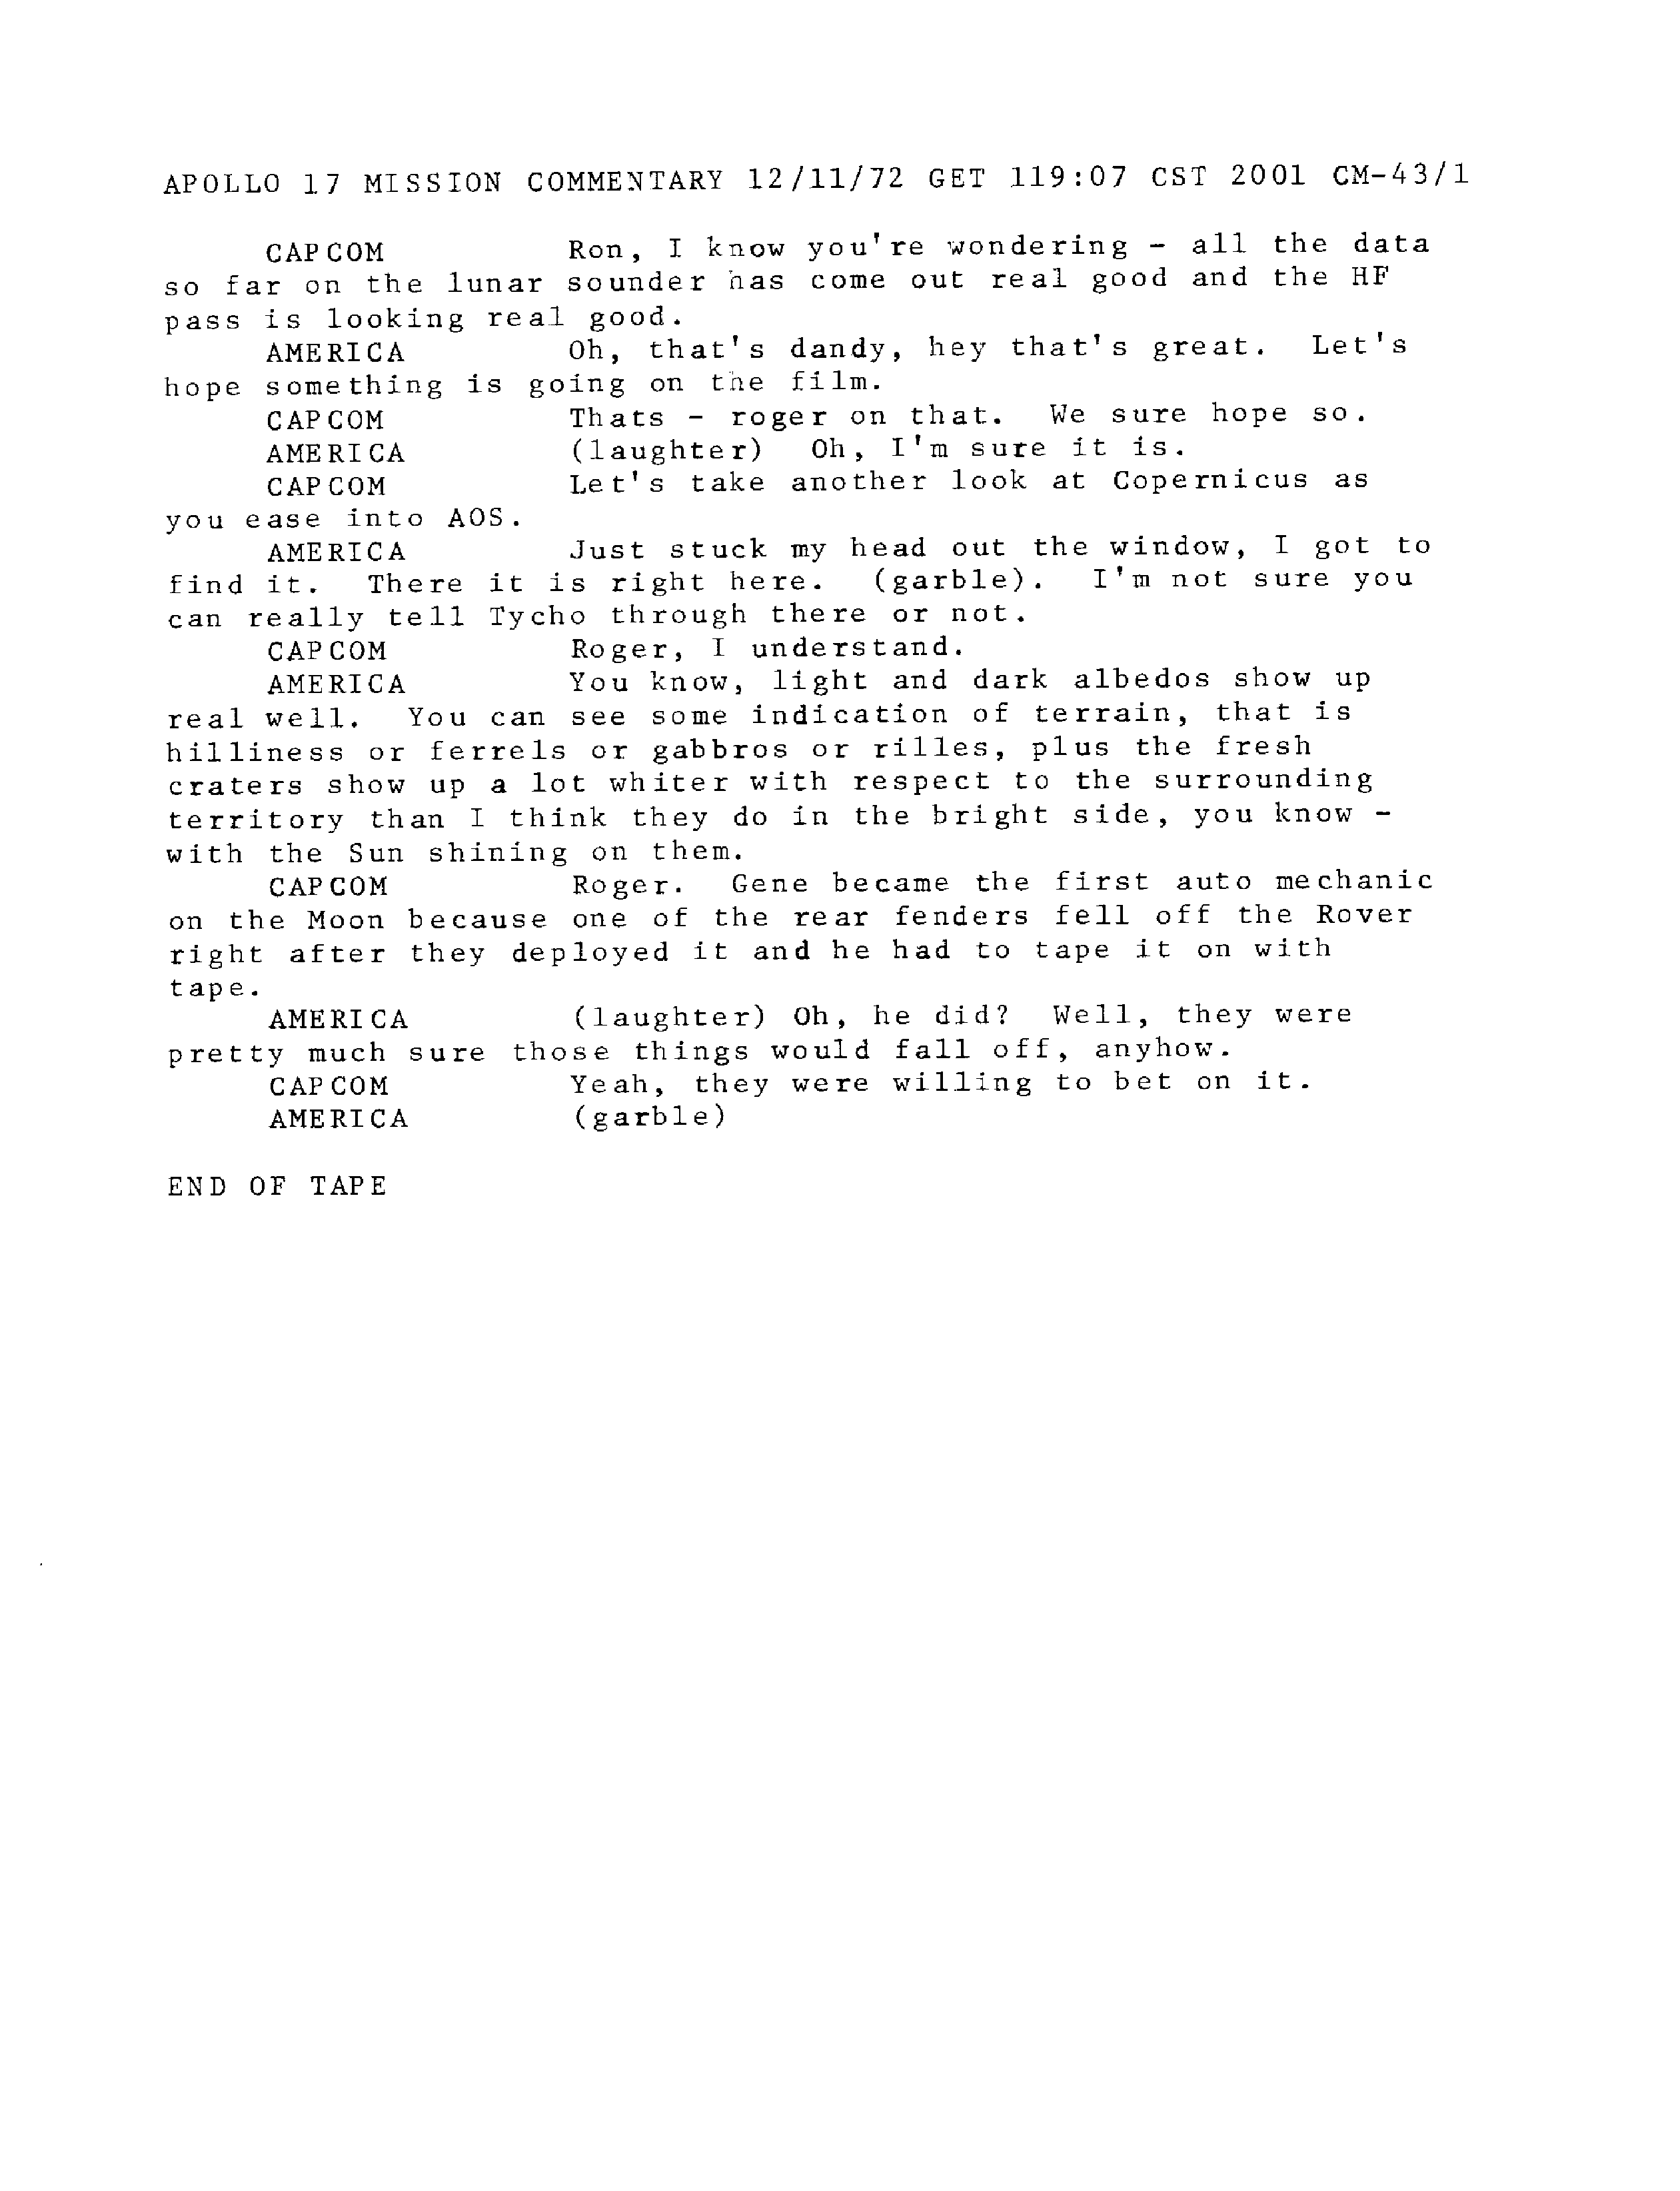 APOLLO 17 MISSION COMMENTARY 12/11/72 GET 119:07 CST 2001 CM-43/1
CAPCOM Ron, I know you're wondering - all the data
so far on the lunar sounder has come out real good and the HF
pass is looking real good.
AMERICA Oh, that's dandy, hey that's great. Let's
hope something is going on the film.
CAPCOM Thats - roger on that. We sure hope so.
AMERICA (laughter) Oh, I'm sure it is.
CAPCOM Let's take another look at Copernicus as
you ease into AOS.
AMERICA Just stuck my head out the window, I got to
find it. There it is right here. (garble). I'm not sure you
can really tell Tycho through there or not.
CAPCOM Roger, I understand.
AMERICA You know, light and dark albedos show up
real well. You can see some indication of terrain, that is
hilliness or ferrels or gabbros or rilles, plus the fresh
craters show up a lot whiter with respect to the surrounding
territory than I think they do in the bright side, you know -
with the Sun shining on them.
CAPCOM Roger. Gene became the first auto mechanic
on the Moon because one of the rear fenders fell off the Rover
right after they deployed it and he had to tape it on with
tape.
AMERICA (laughter) Oh, he did? Well, they were
pretty much sure those things would fall off, anyhow.
CAPCOM Yeah, they were willing to bet on it.
AMERICA (garble)
END OF TAPE